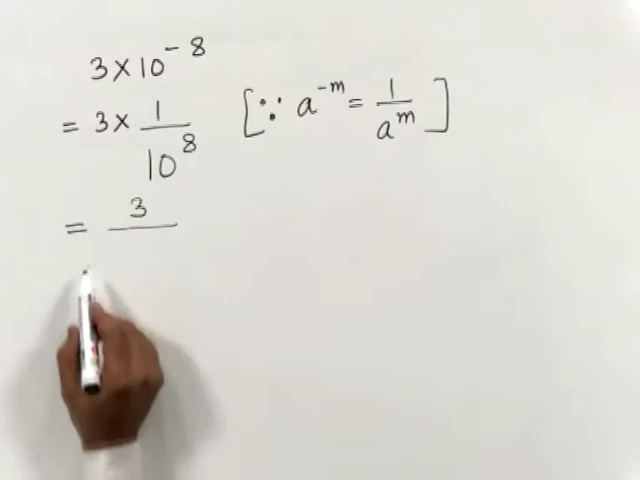 3×10⁻⁸
= 3× 1/10⁸ [∵ a⁻ᵐ = 1/aᵐ]
= 3/